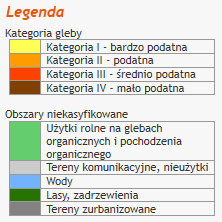 Legenda
Kategoria gleby
Kategoria I - bardzo podatna
Kategoria II - podatna
Kategoria III - średnio podatna
Kategoria IV - mało podatna
Obszary niekasyfikowane
Użytki rolne na glebach
organicznych i pochodzenia
organicznego
Tereny komunikacyjne, nieużytki
Wody
Lasy, zadrzewienia
Tereny zurbanizowane